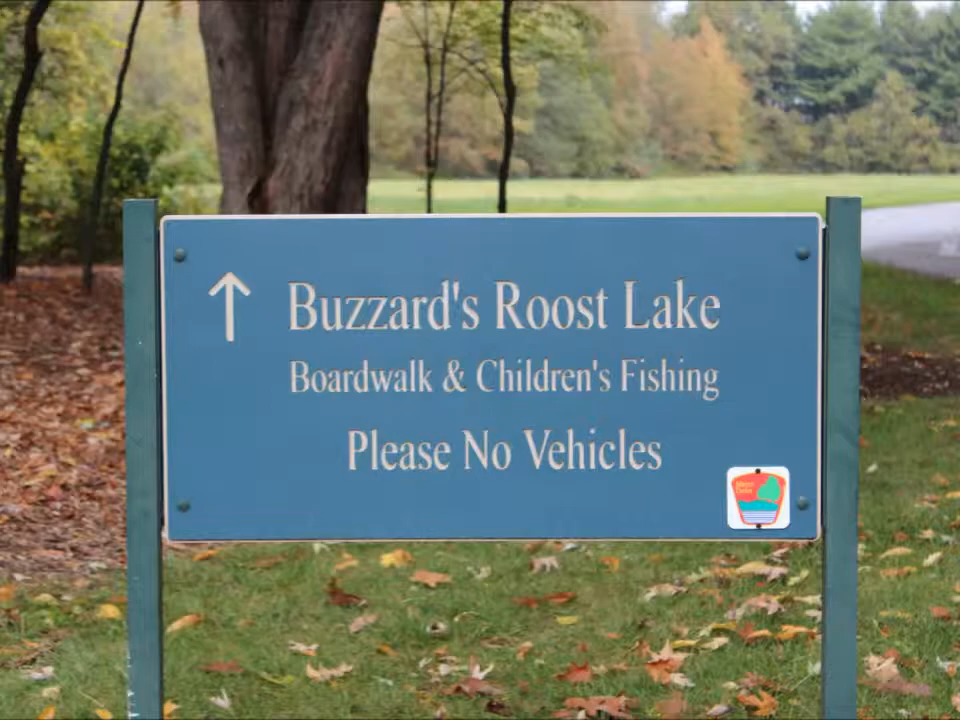 ↑ Buzzard's Roost Lake
Boardwalk & Children's Fishing
Please No Vehicles